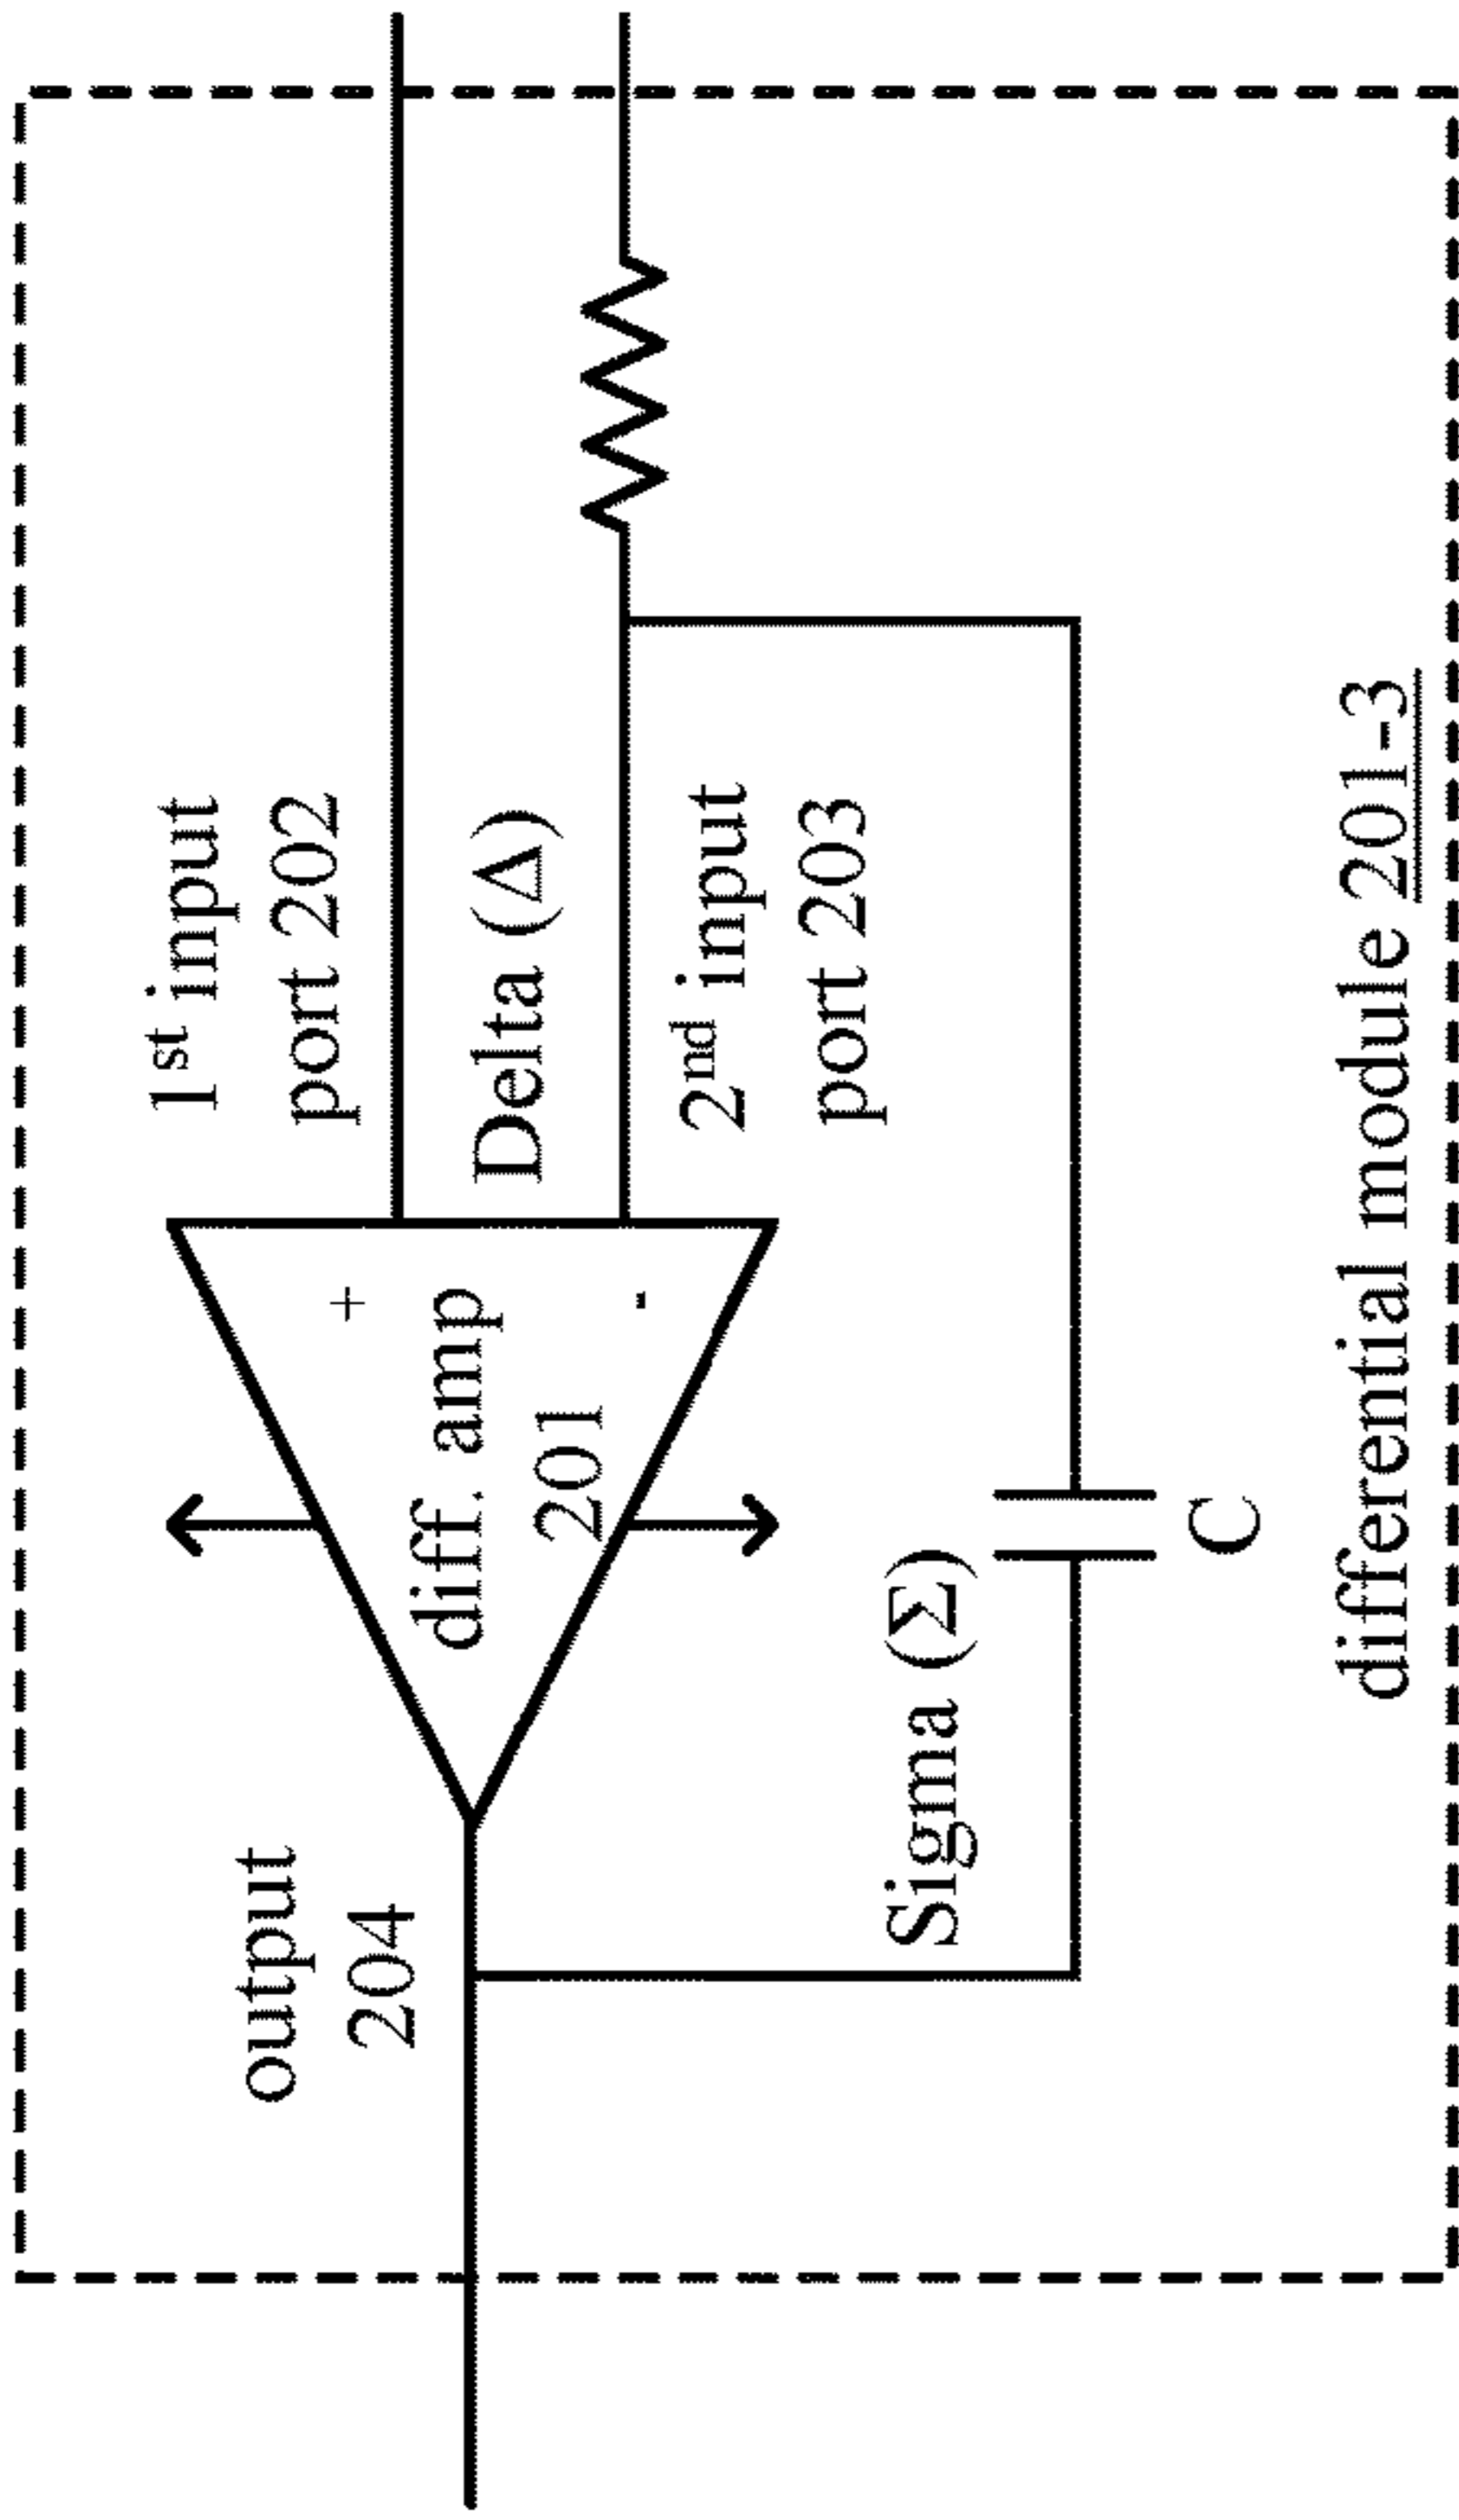 output
204
1st input
port 202
Delta (Δ)
+
diff. amp
201
-
2nd input
port 203
Sigma (Σ)
C
differential module 201-3